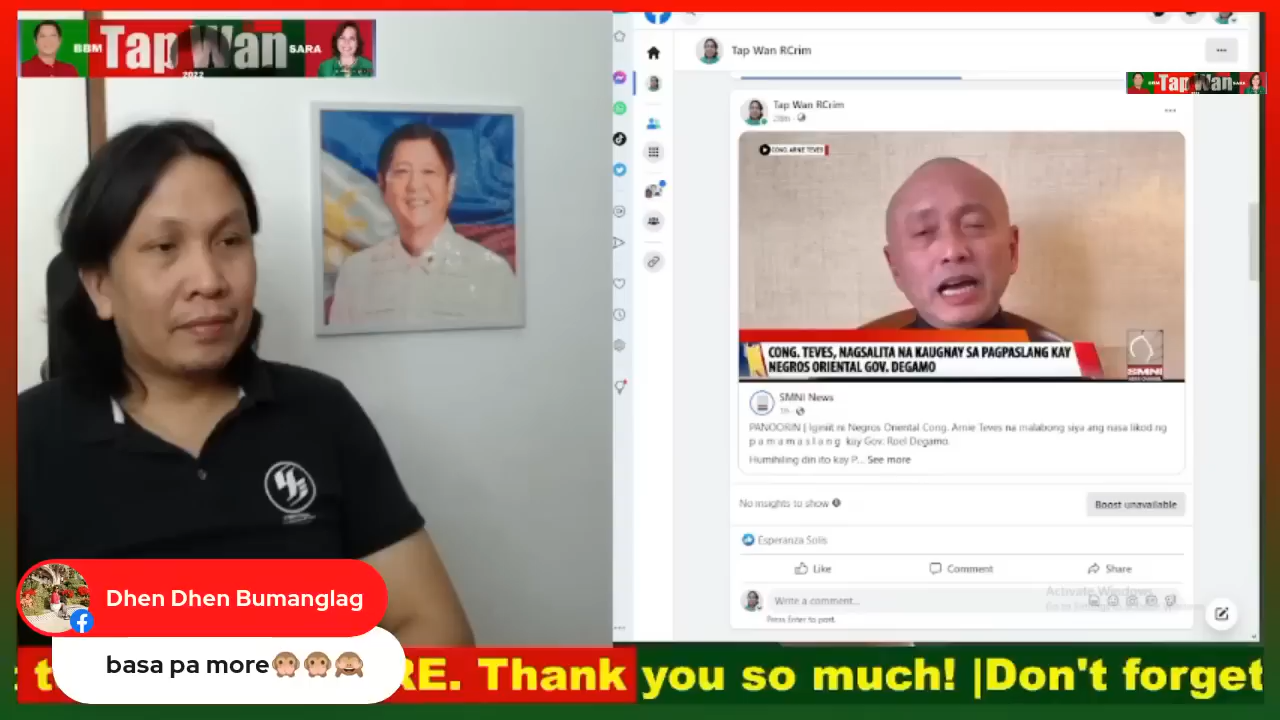 BBM Tap Wan SARA
2022
Tap Wan RCrim
Tap Wan
Tap Wan RCrim
CONG. ARNIE TEVES
CONG. TEVES, NAGSALITA NA KAUGNAY SA PAGPASLANG KAY
NEGROS ORIENTAL GOV. DEGAMO
SMNI
SMNI News
PANOORIN | Iginiit ni Negros Oriental Cong. Arnie Teves na malabong siya ang nasa likod ng
p a m a m a s l a n g kay Gov. Roel Degamo.
Humihiling din ito kay P... See more
No insights to show
Boost unavailable
Esperanza Solis
Like Comment Share
Write a comment...
Press Enter to post.
Activate Windows
Dhen Dhen Bumanglag
basa pa more
RE. Thank you so much! |Don't forget